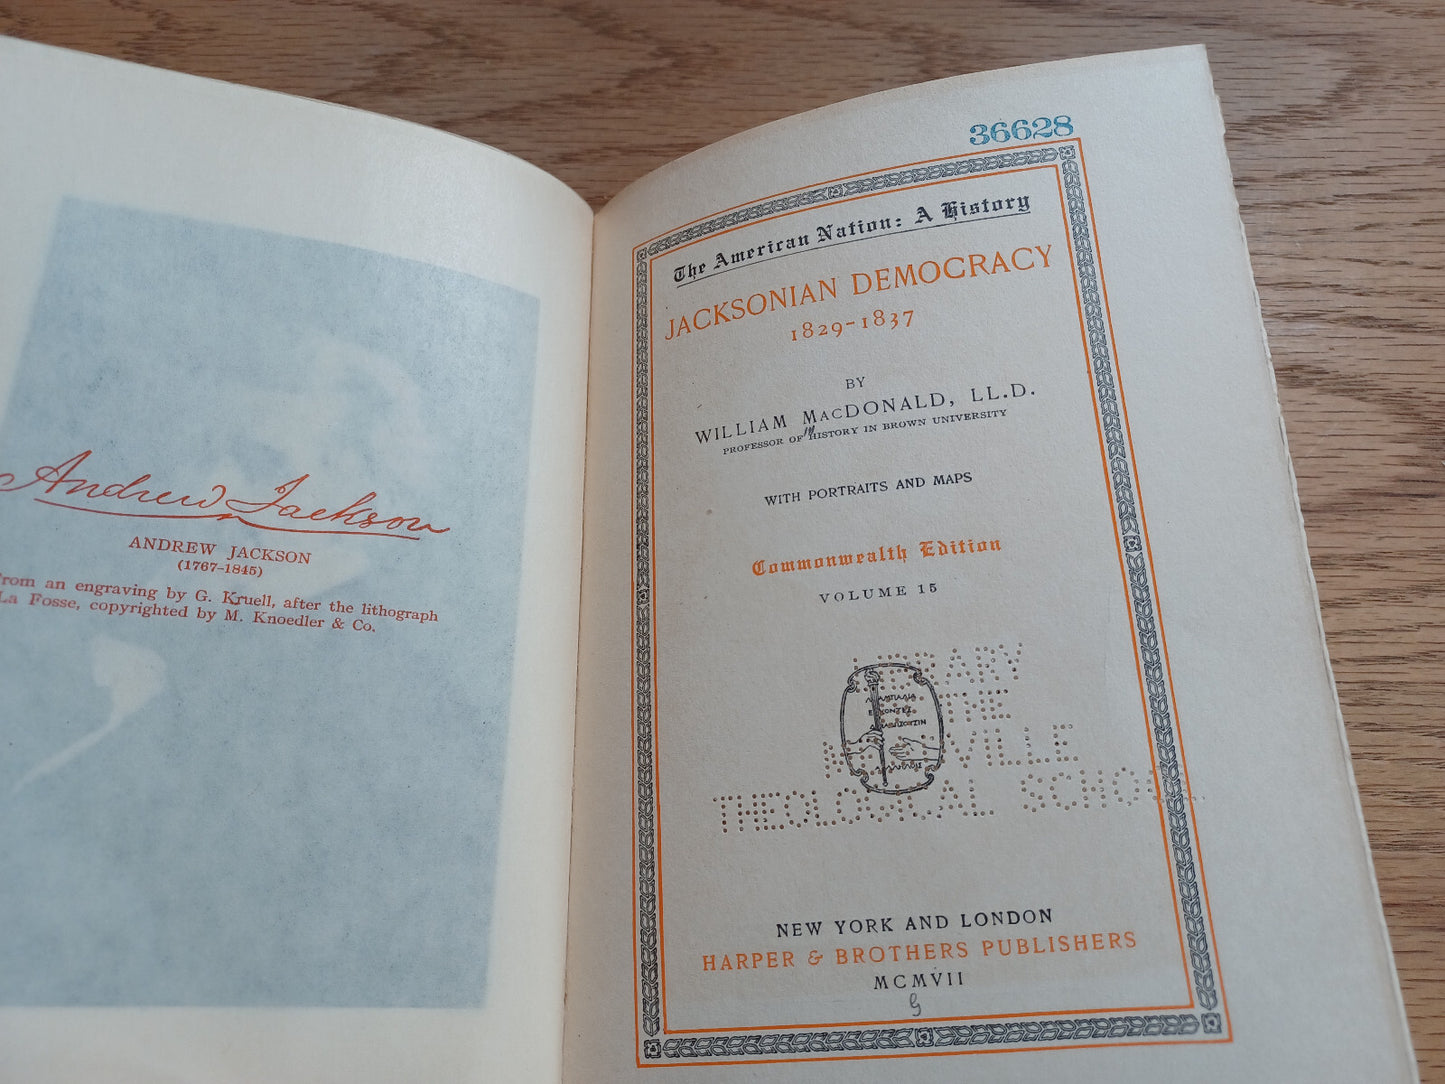 Andrew Jackson
ANDREW JACKSON
(1767-1845)
From an engraving by G. Kruell, after the lithograph
La Fosse, copyrighted by M. Knoedler & Co.
36628
The American Nation: A History
JACKSONIAN DEMOCRACY
1829-1837
BY
WILLIAM MACDONALD, LL.D.
PROFESSOR OF HISTORY IN BROWN UNIVERSITY
WITH PORTRAITS AND MAPS
Commonwealth Edition
VOLUME 15
LIBRARY
THE
VILLE
THEOLOGICAL SCHOOL
NEW YORK AND LONDON
HARPER & BROTHERS PUBLISHERS
MCMVII
G